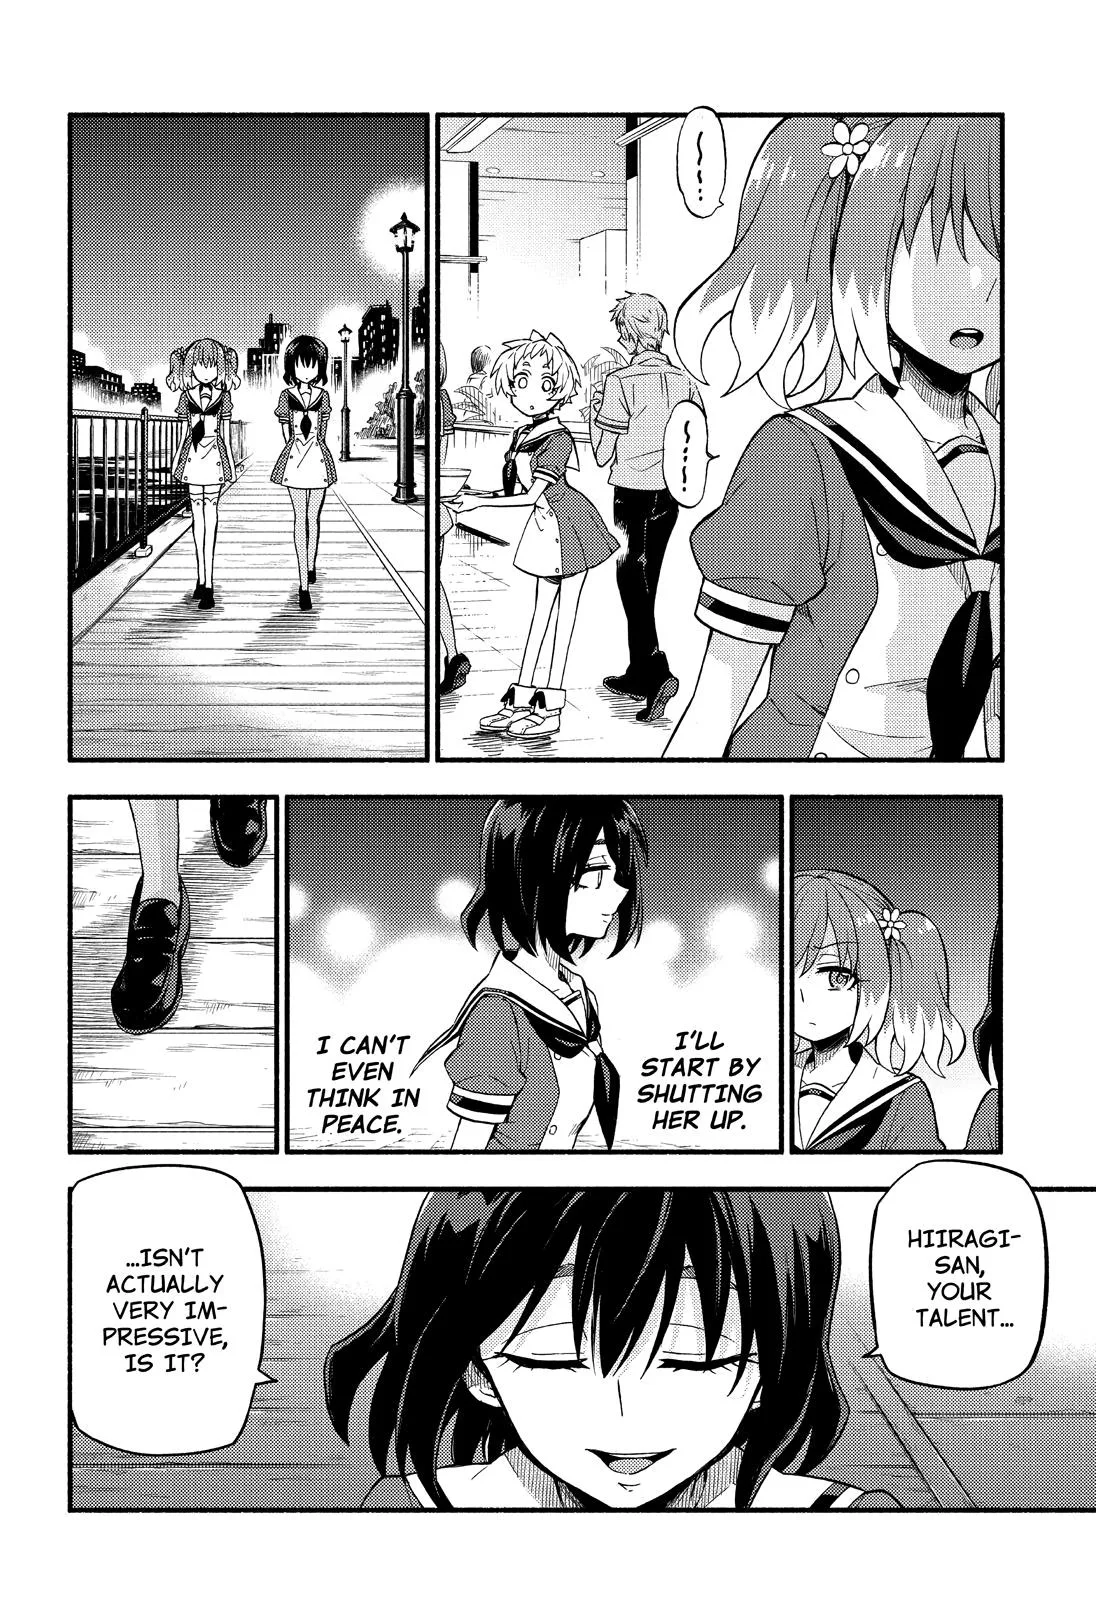 I'LL
START BY
SHUTTING
HER UP.
I CAN'T
EVEN
THINK IN
PEACE.
HIIRAGI-
SAN,
YOUR
TALENT...
...ISN'T
ACTUALLY
VERY IM-
PRESSIVE,
IS IT?